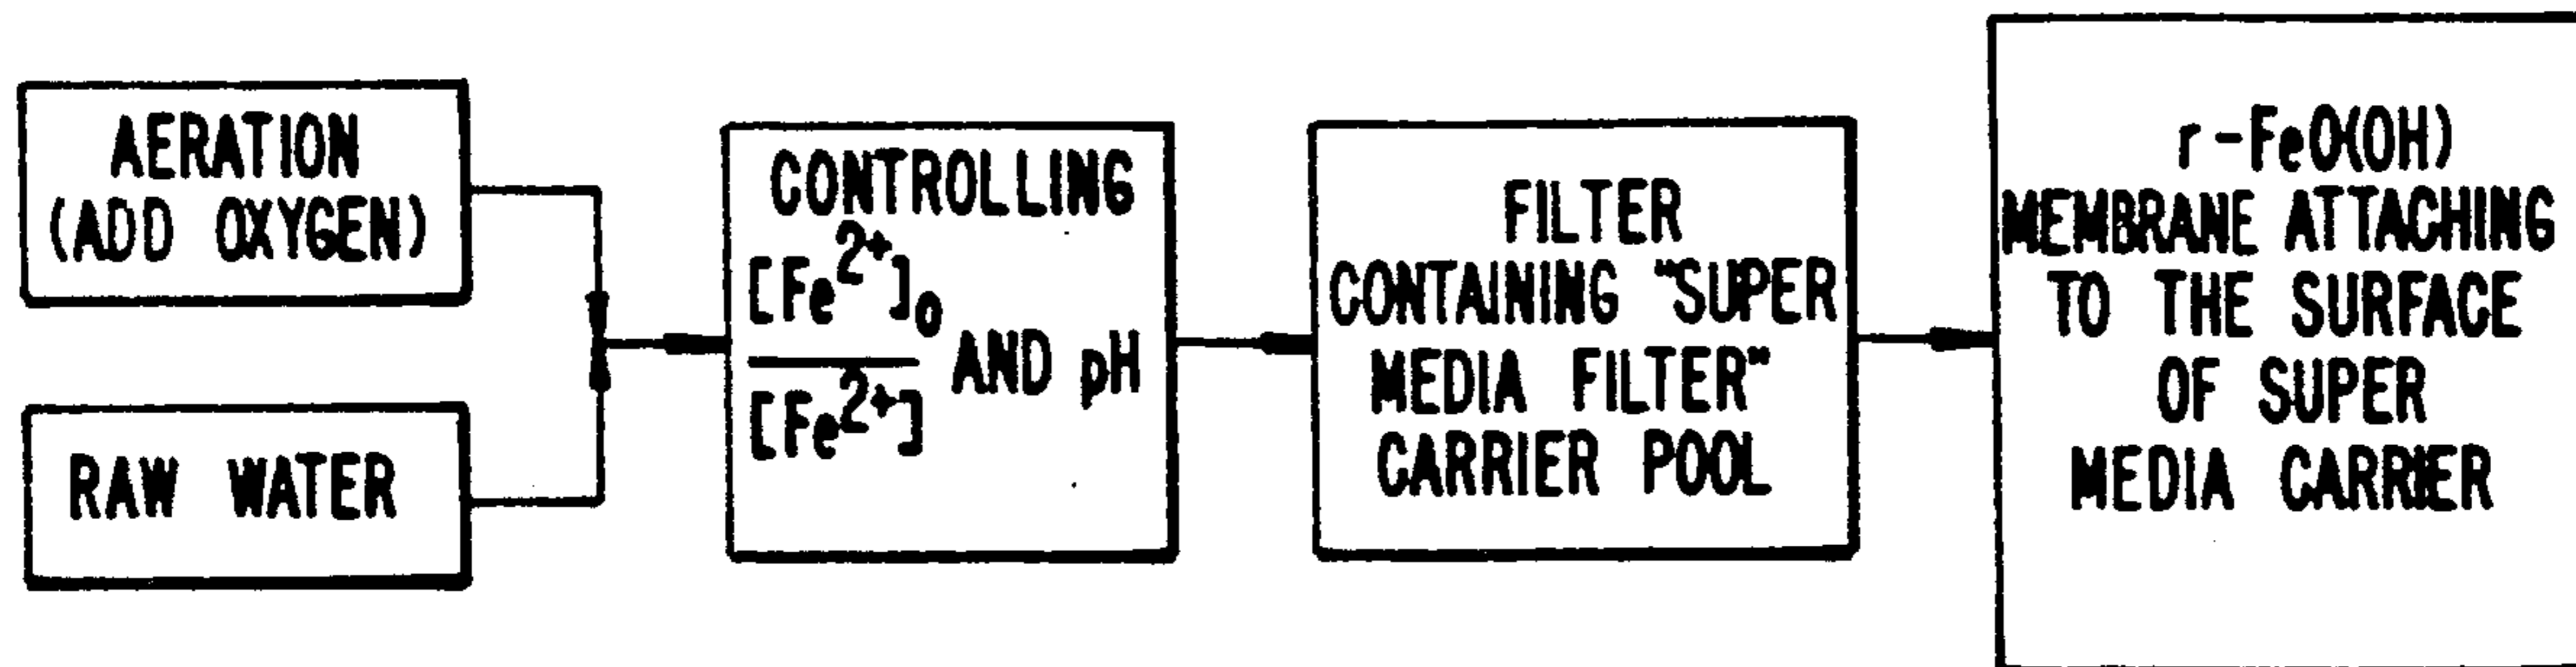 AERATION
(ADD OXYGEN)
RAW WATER
CONTROLLING
[Fe²⁺]₀
[Fe²⁺]
AND pH
FILTER
CONTAINING "SUPER
MEDIA FILTER"
CARRIER POOL
r-FeO(OH)
MEMBRANE ATTACHING
TO THE SURFACE
OF SUPER
MEDIA CARRIER